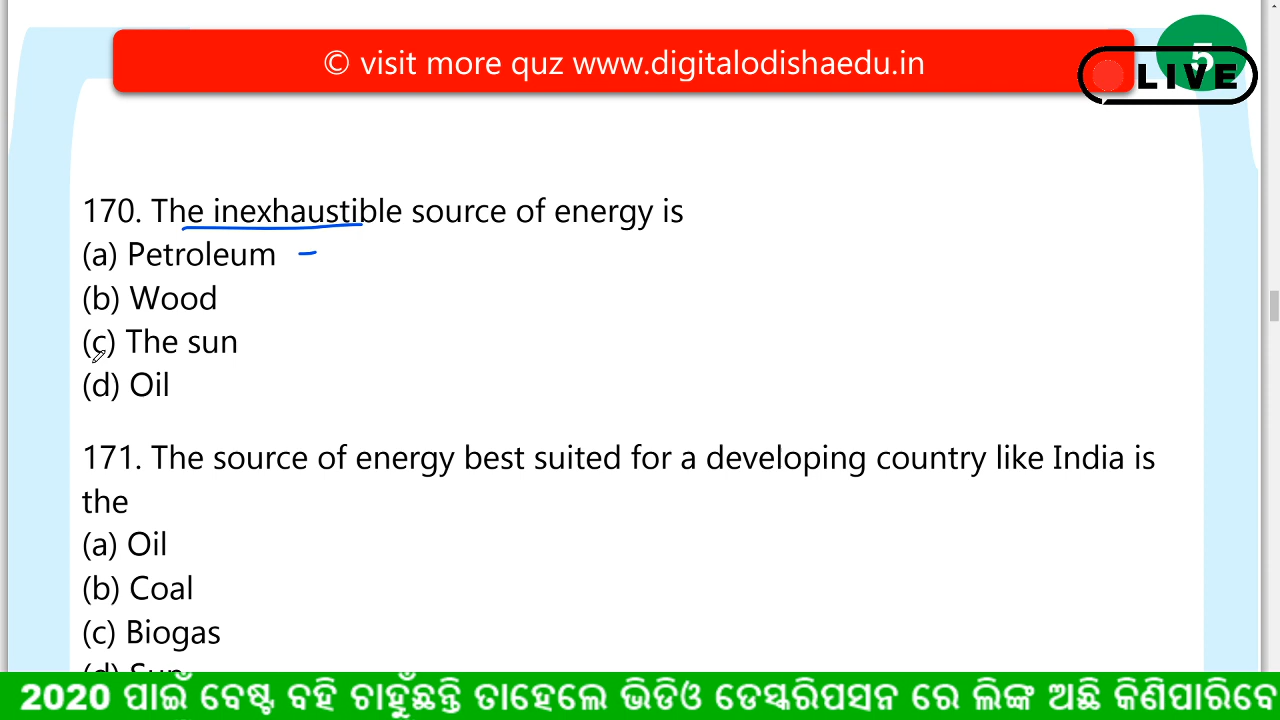 © visit more quz www.digitalodishaedu.in
5
LIVE
170. The inexhaustible source of energy is
(a) Petroleum
(b) Wood
(c) The sun
(d) Oil
171. The source of energy best suited for a developing country like India is
the
(a) Oil
(b) Coal
(c) Biogas
(d) Sun
2020 ପାଇଁ ବେଷ୍ଟ ବହି ଚାହୁଁଛନ୍ତି ତାହେଲେ ଭିଡିଓ ଡେସ୍କରିପସନ ରେ ଲିଙ୍କ ଅଛି କିଣିପାରିବେ